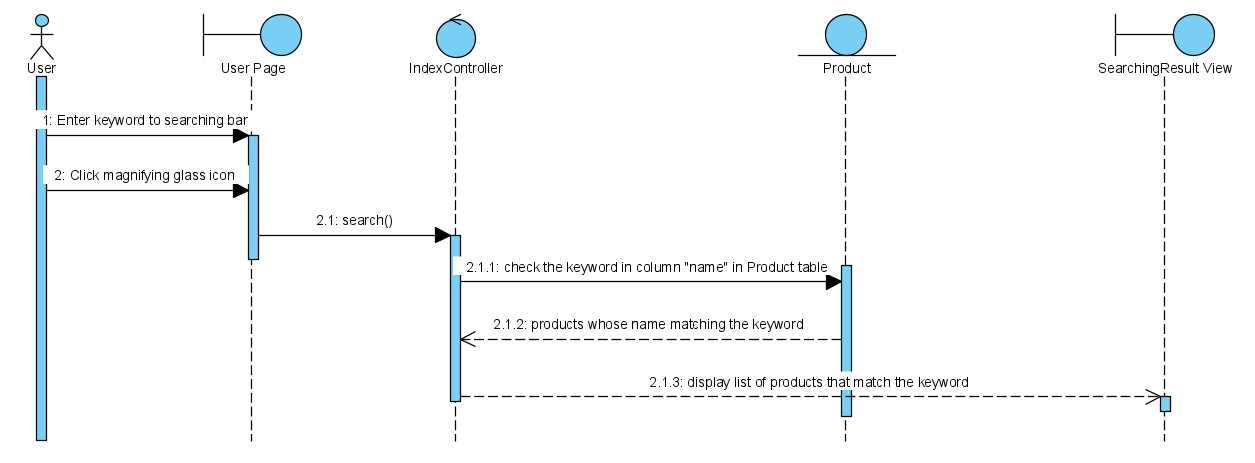 User
User Page
IndexController
Product
SearchingResult View
1: Enter keyword to searching bar
2: Click magnifying glass icon
2.1: search()
2.1.1: check the keyword in column "name" in Product table
2.1.2: products whose name matching the keyword
2.1.3: display list of products that match the keyword